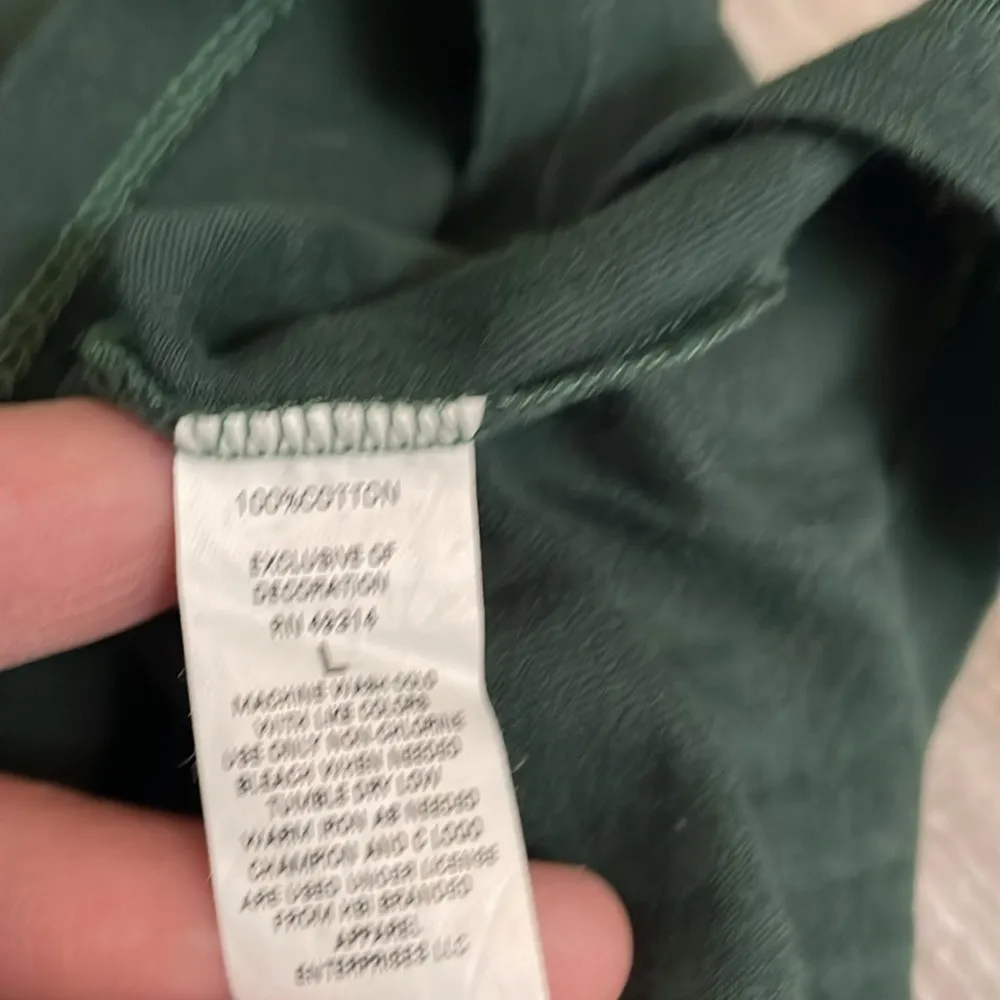 100%COTTON
EXCLUSIVE OF
DECORATION
RN
L
MACHINE WASH COLD
WITH LIKE COLORS
USE ONLY NON-CHLORINE
BLEACH WHEN NEEDED
TUMBLE DRY LOW
WARM IRON AS NEEDED
CHAMPION AND C LOGO
ARE USED UNDER LICENSE
FROM HBI BRANDED
APPAREL
ENTERPRISES LLC